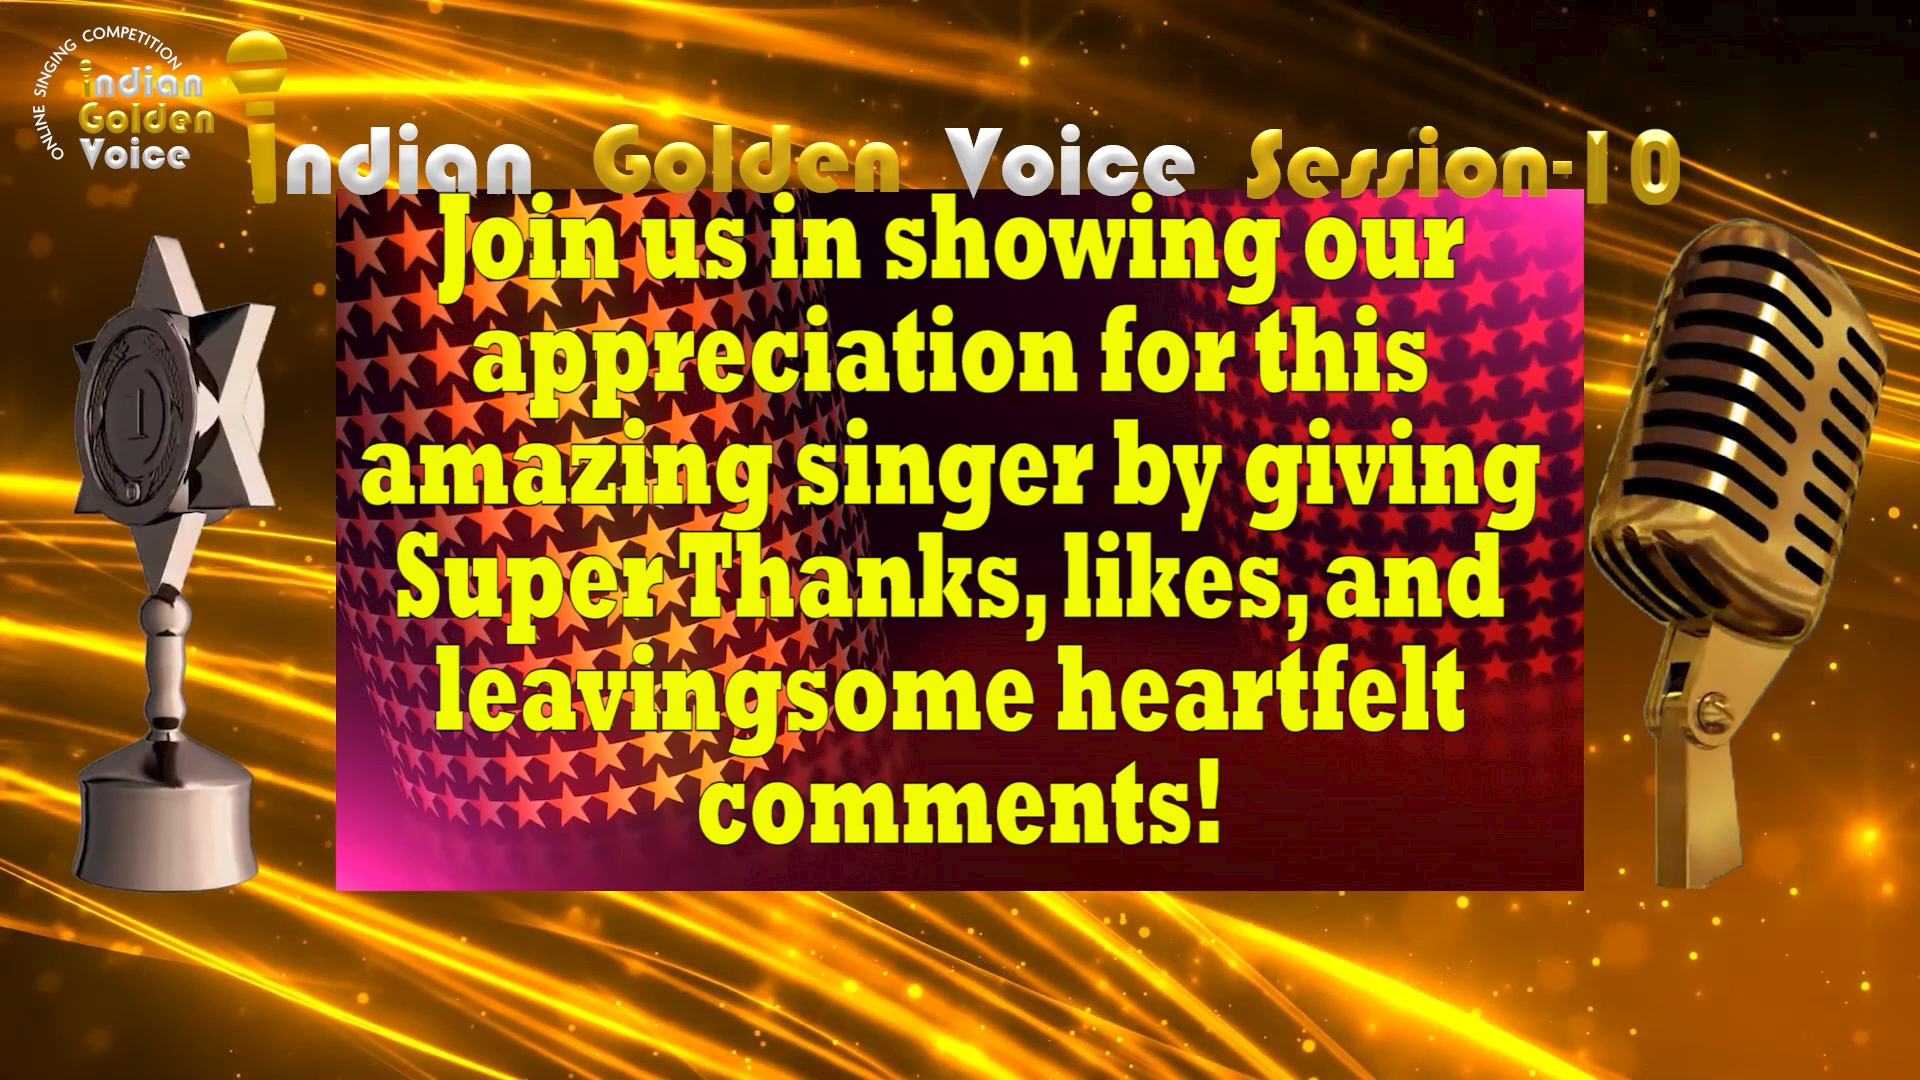 ONLINE SINGING COMPETITION
indian
Golden
Voice
indian Golden Voice Session-10
Join us in showing our
appreciation for this
amazing singer by giving
Super Thanks, likes, and
leavingsome heartfelt
comments!
1